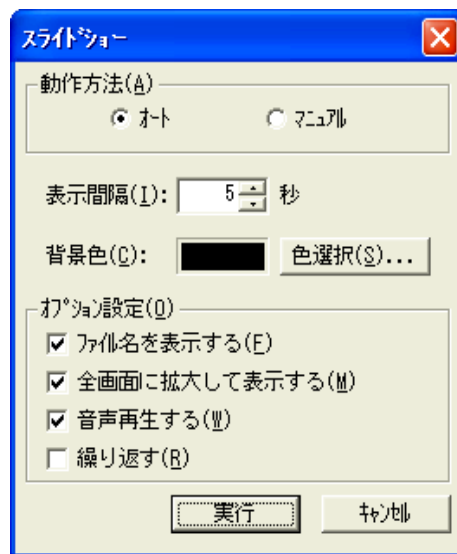 スライドショー
動作方法(A)
オート マニュアル
表示間隔(I): 5 秒
背景色(C): 色選択(S)...
オプション設定(O)
ファイル名を表示する(F)
全画面に拡大して表示する(M)
音声再生する(W)
繰り返す(R)
実行 キャンセル